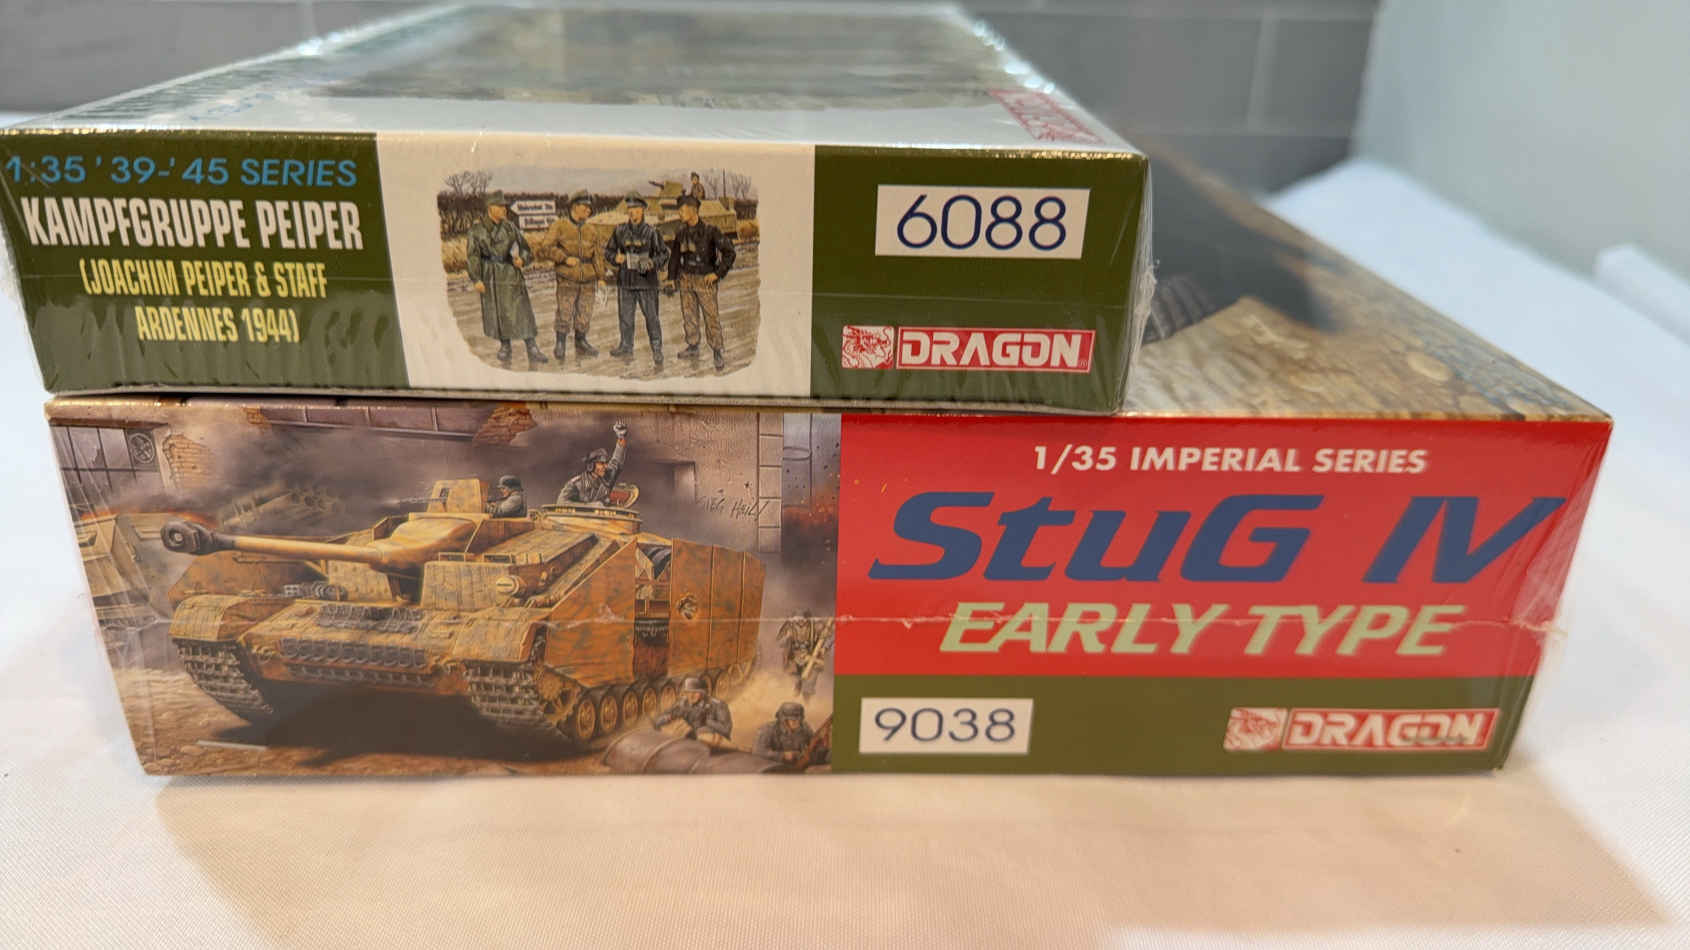 1:35 '39-'45 SERIES
KAMPFGRUPPE PEIPER
(JOACHIM PEIPER & STAFF
ARDENNES 1944)
6088
DRAGON
1/35 IMPERIAL SERIES
StuG IV
EARLY TYPE
9038
DRAGON